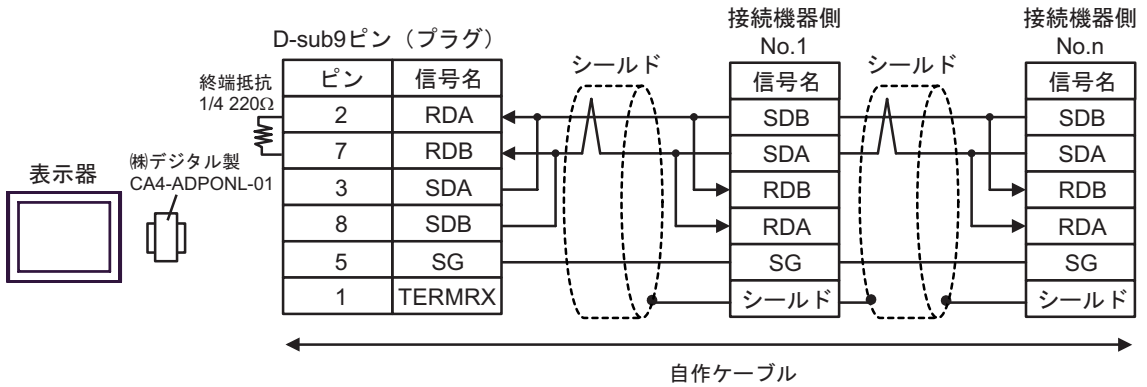 接続機器側
No.1
接続機器側
No.n
D-sub9ピン（プラグ）
シールド
シールド
終端抵抗
1/4 220Ω
ピン 信号名
信号名
信号名
2 RDA
SDB
SDB
7 RDB
SDA
SDA
表示器
㈱デジタル製
CA4-ADPONL-01
3 SDA
RDB
RDB
8 SDB
RDA
RDA
5 SG
SG
SG
1 TERMRX
シールド
シールド
自作ケーブル